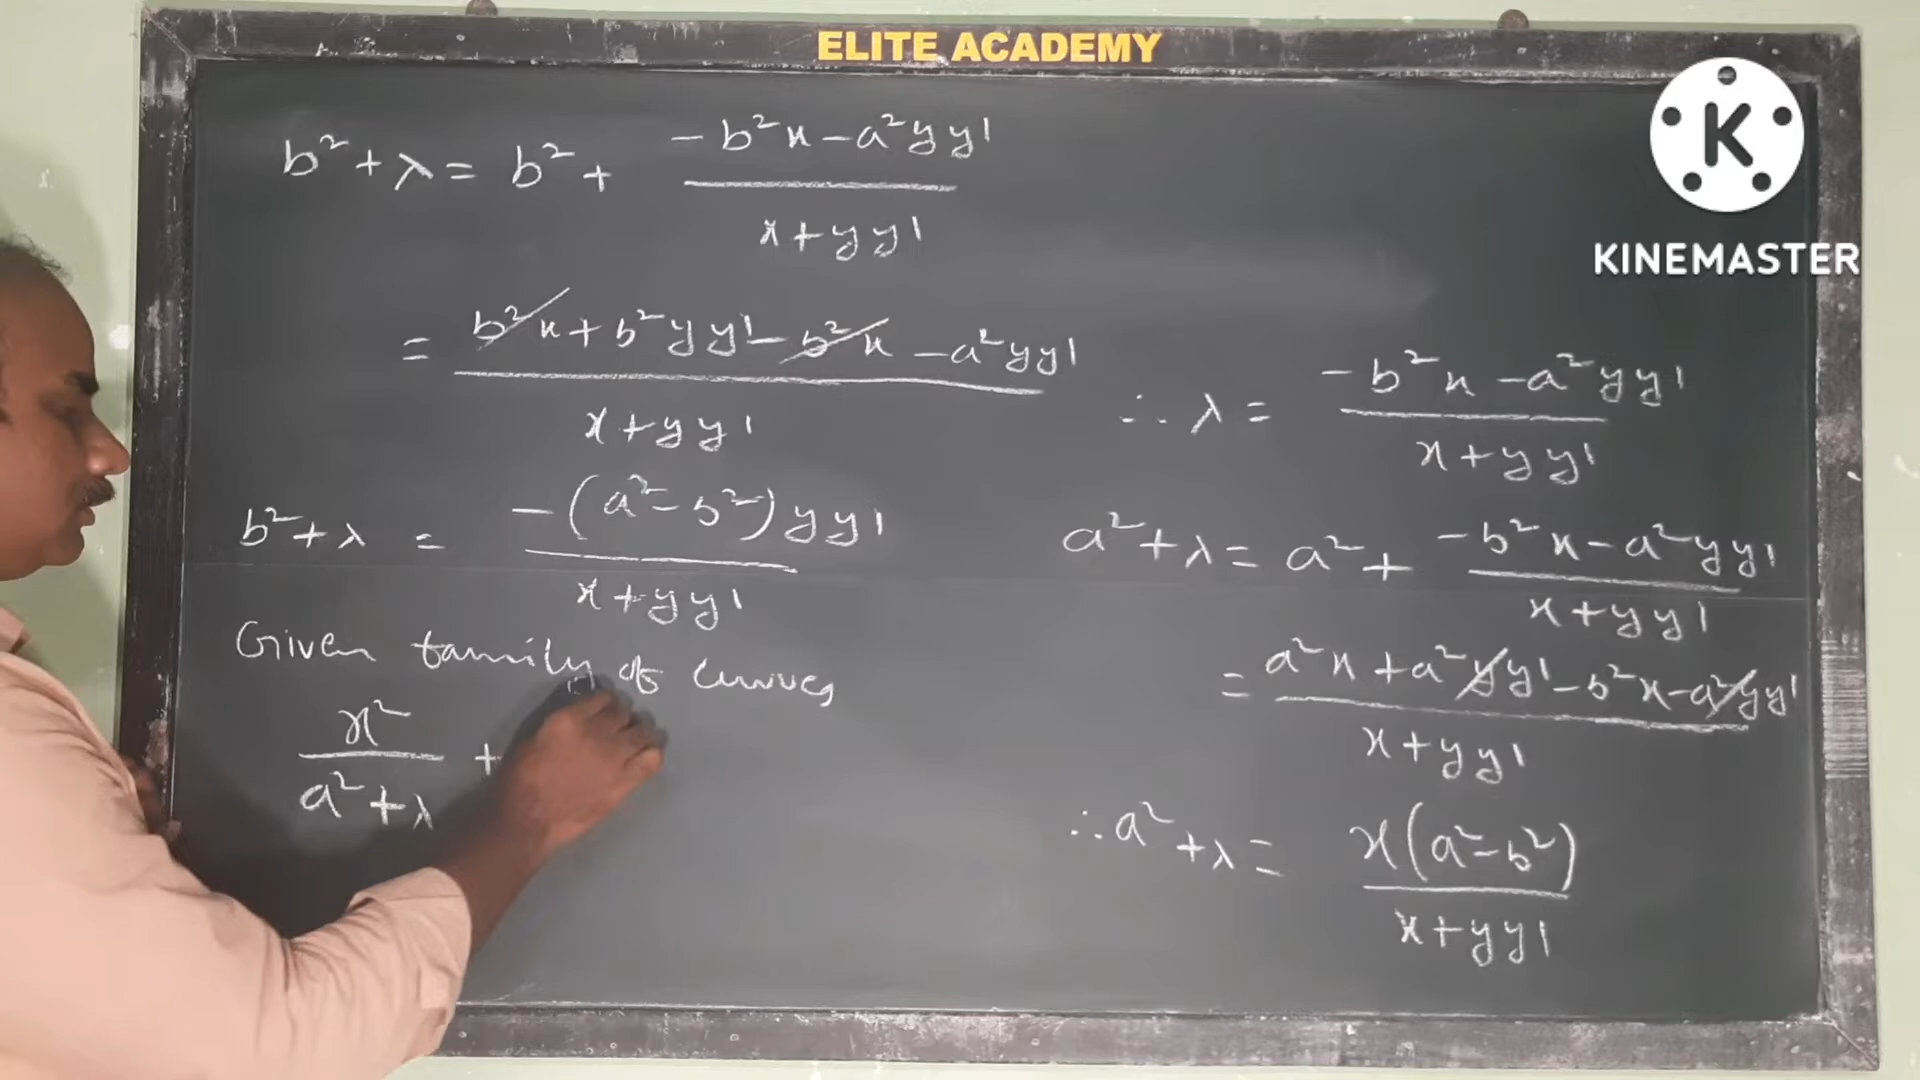 ELITE ACADEMY
K
KINEMASTER
b²+λ = b² + (-b²x-a²yy')/(x+yy')
= (b²x+b²yy'-b²x-a²yy')/(x+yy')
b²+λ = (-(a²-b²)yy')/(x+yy')
Given family of curves
x²/(a²+λ) +
∴ λ = (-b²x-a²yy')/(x+yy')
a²+λ = a² + (-b²x-a²yy')/(x+yy')
= (a²x+a²yy'-b²x-a²yy')/(x+yy')
∴ a²+λ = x(a²-b²)/(x+yy')